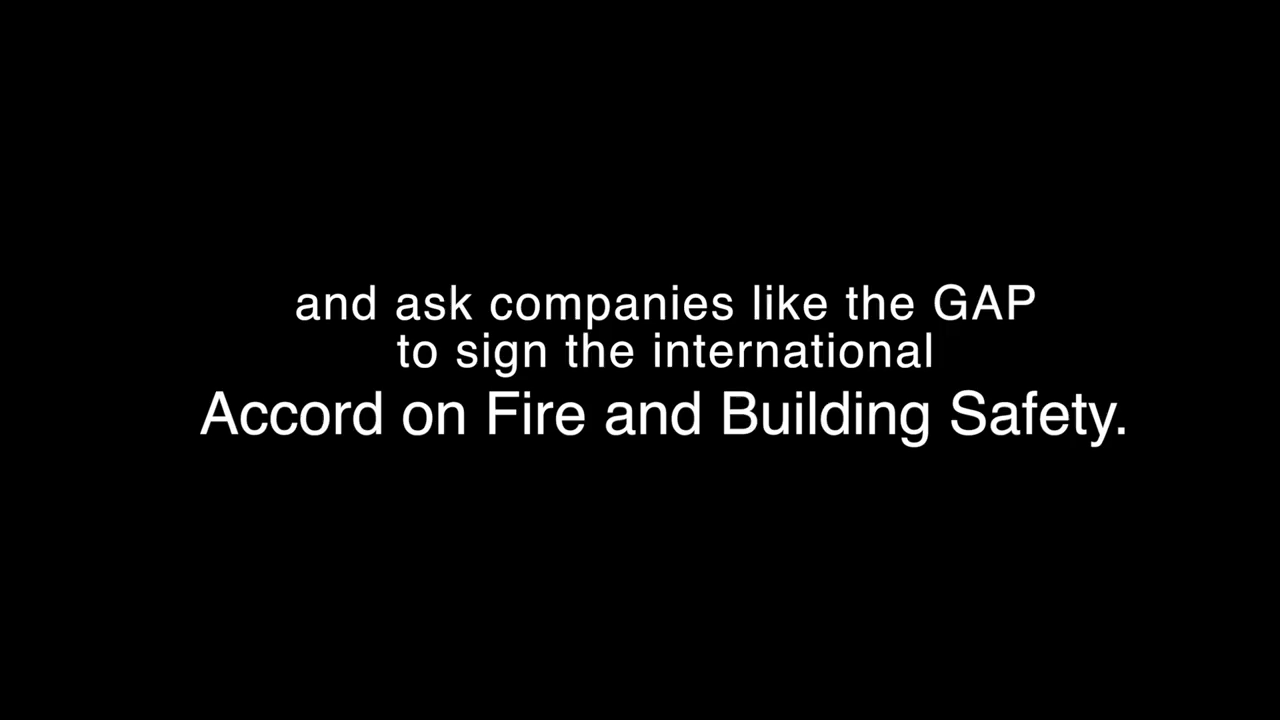 and ask companies like the GAP
to sign the international
Accord on Fire and Building Safety.